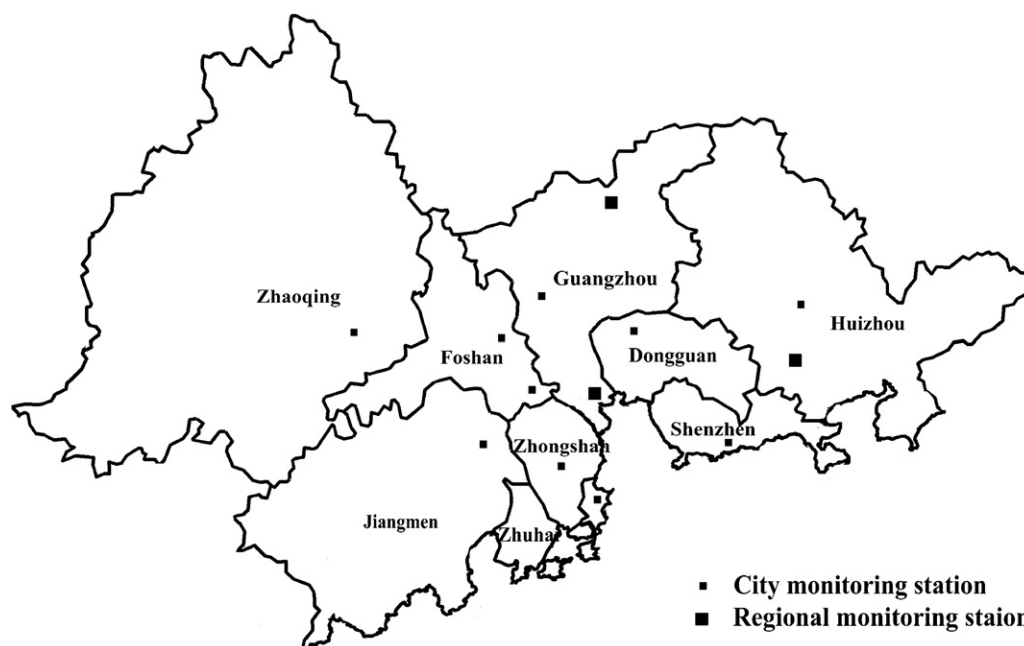 Guangzhou
Zhaoqing
Huizhou
Foshan
Dongguan
Shenzhen
Zhongshan
Jiangmen
Zhuhai
City monitoring station
Regional monitoring staion